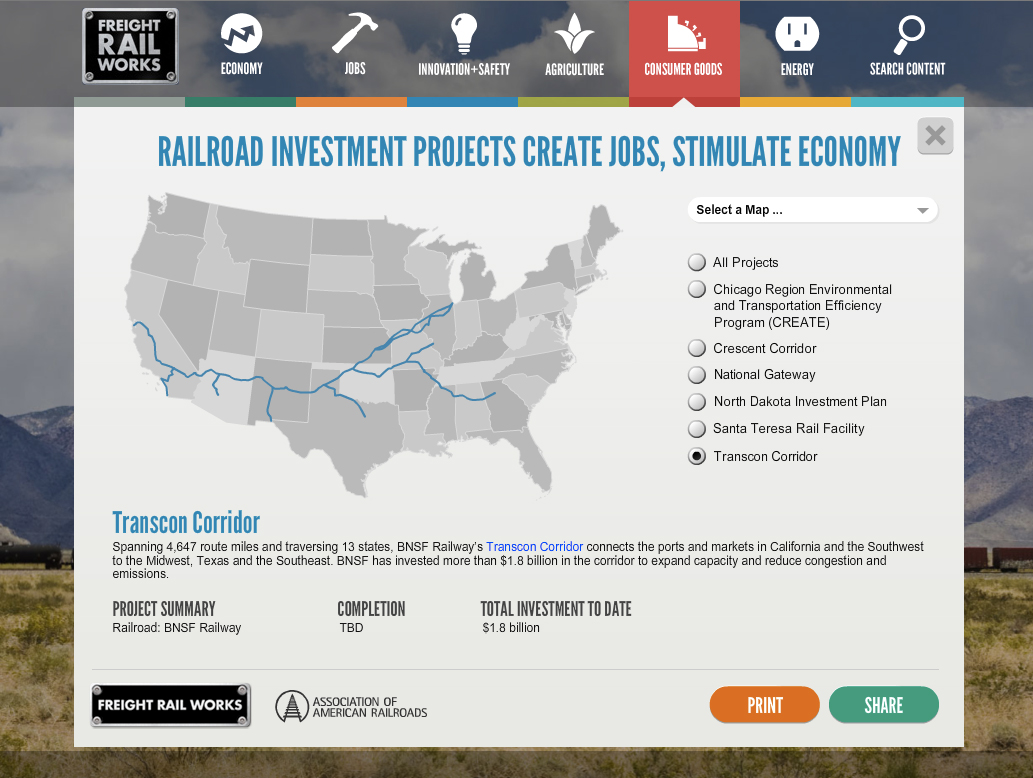 FREIGHT
RAIL
WORKS
ECONOMY
JOBS
INNOVATION+SAFETY
AGRICULTURE
CONSUMER GOODS
ENERGY
SEARCH CONTENT
RAILROAD INVESTMENT PROJECTS CREATE JOBS, STIMULATE ECONOMY
Select a Map ...
All Projects
Chicago Region Environmental
and Transportation Efficiency
Program (CREATE)
Crescent Corridor
National Gateway
North Dakota Investment Plan
Santa Teresa Rail Facility
Transcon Corridor
Transcon Corridor
Spanning 4,647 route miles and traversing 13 states, BNSF Railway's Transcon Corridor connects the ports and markets in California and the Southwest
to the Midwest, Texas and the Southeast. BNSF has invested more than $1.8 billion in the corridor to expand capacity and reduce congestion and
emissions.
PROJECT SUMMARY
Railroad: BNSF Railway
COMPLETION
TBD
TOTAL INVESTMENT TO DATE
$1.8 billion
FREIGHT RAIL WORKS
ASSOCIATION OF
AMERICAN RAILROADS
PRINT
SHARE